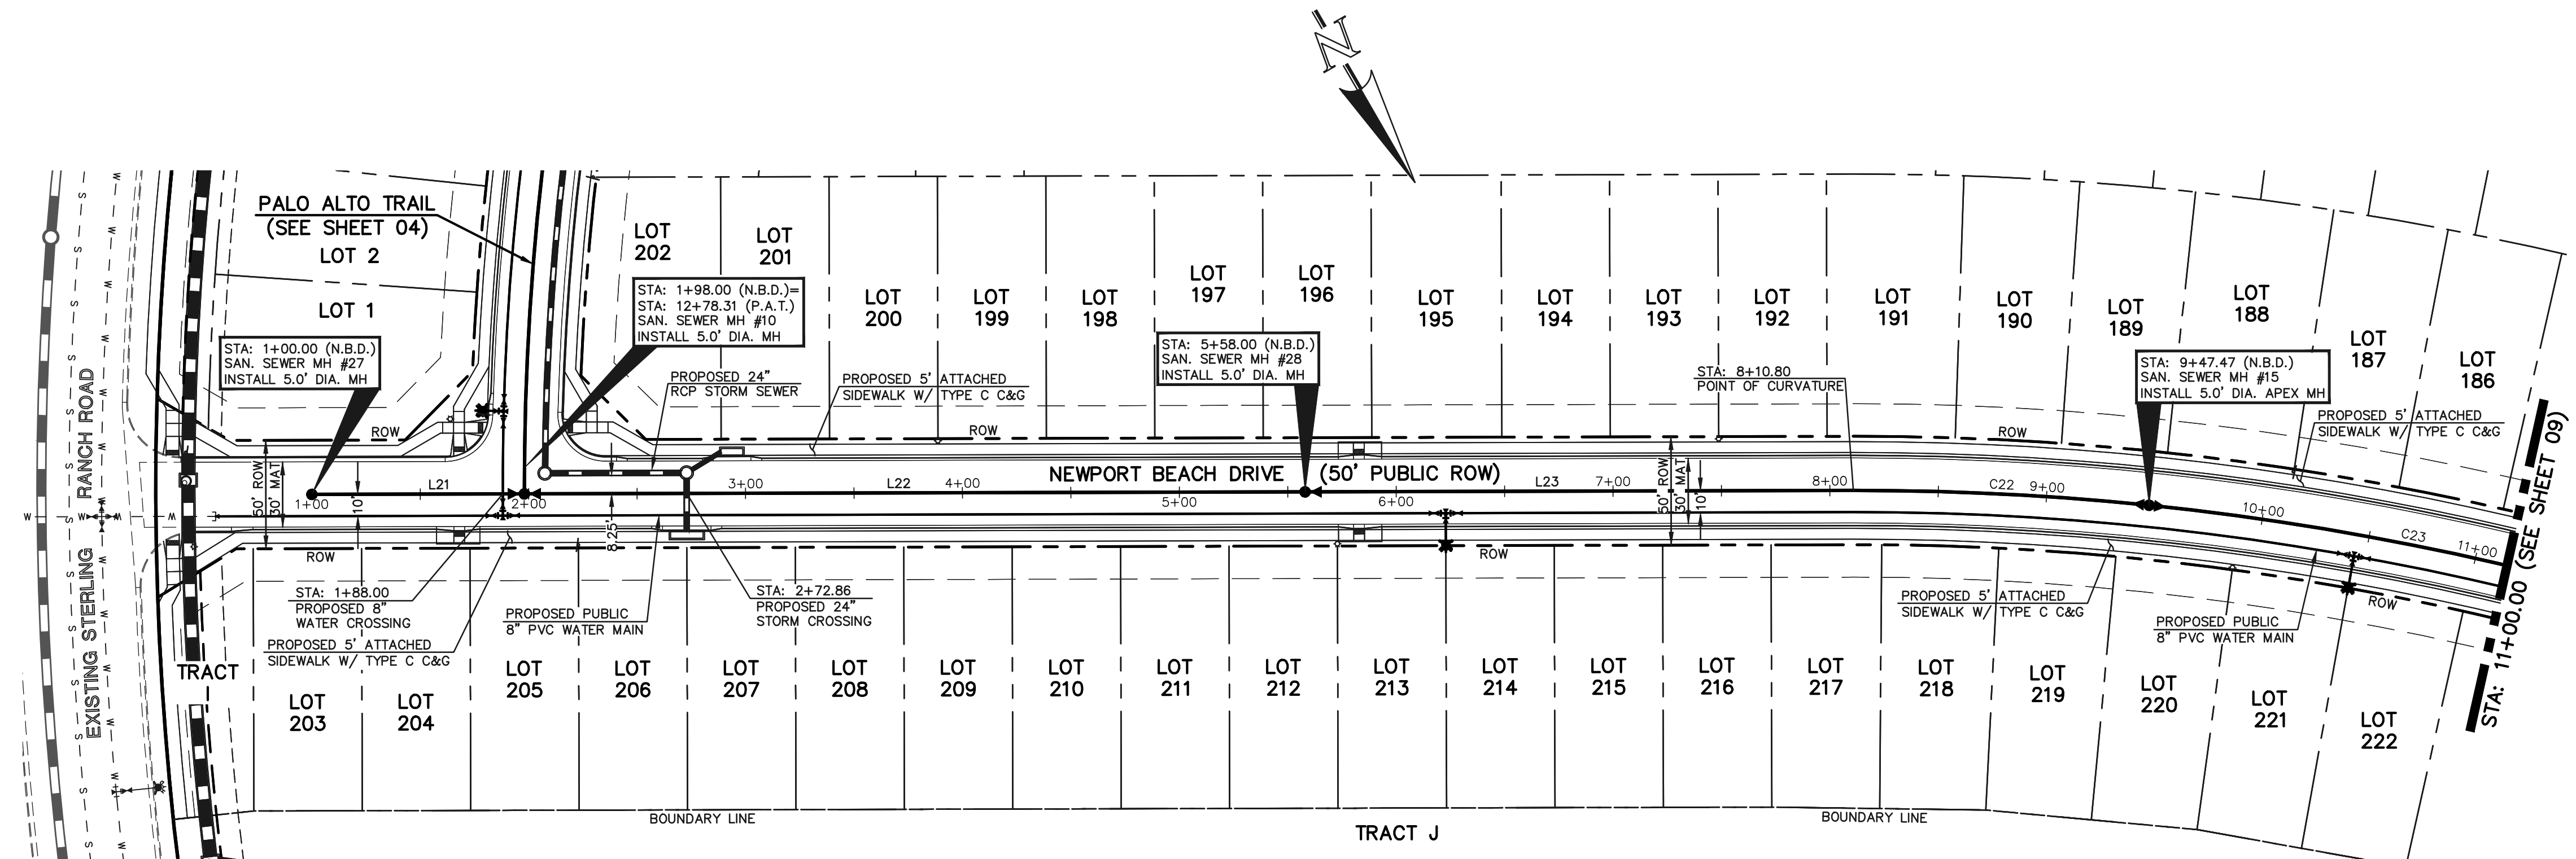 N
PALO ALTO TRAIL
(SEE SHEET 04)
LOT 2
LOT 1
LOT
202
LOT
201
LOT
200
LOT
199
LOT
198
LOT
197
LOT
196
LOT
195
LOT
194
LOT
193
LOT
192
LOT
191
LOT
190
LOT
189
LOT
188
LOT
187
LOT
186
STA: 1+00.00 (N.B.D.)
SAN. SEWER MH #27
INSTALL 5.0' DIA. MH
STA: 1+98.00 (N.B.D.)=
STA: 12+78.31 (P.A.T.)
SAN. SEWER MH #10
INSTALL 5.0' DIA. MH
STA: 5+58.00 (N.B.D.)
SAN. SEWER MH #28
INSTALL 5.0' DIA. MH
STA: 9+47.47 (N.B.D.)
SAN. SEWER MH #15
INSTALL 5.0' DIA. APEX MH
PROPOSED 24"
RCP STORM SEWER
PROPOSED 5' ATTACHED
SIDEWALK W/ TYPE C C&G
STA: 8+10.80
POINT OF CURVATURE
PROPOSED 5' ATTACHED
SIDEWALK W/ TYPE C C&G
ROW
ROW
ROW
NEWPORT BEACH DRIVE (50' PUBLIC ROW)
50' ROW
30' MAT
10'
L21
L22
L23
C22
C23
1+00
2+00
3+00
4+00
5+00
6+00
7+00
8+00
9+00
10+00
11+00
8.25'
50' ROW
30' MAT
10'
ROW
ROW
ROW
EXISTING STERLING RANCH ROAD
W
W
W
W
W
W
W
W
W
W
W
W
S
S
S
S
S
S
S
STA: 1+88.00
PROPOSED 8"
WATER CROSSING
PROPOSED 5' ATTACHED
SIDEWALK W/ TYPE C C&G
PROPOSED PUBLIC
8" PVC WATER MAIN
STA: 2+72.86
PROPOSED 24"
STORM CROSSING
PROPOSED 5' ATTACHED
SIDEWALK W/ TYPE C C&G
PROPOSED PUBLIC
8" PVC WATER MAIN
TRACT
LOT
203
LOT
204
LOT
205
LOT
206
LOT
207
LOT
208
LOT
209
LOT
210
LOT
211
LOT
212
LOT
213
LOT
214
LOT
215
LOT
216
LOT
217
LOT
218
LOT
219
LOT
220
LOT
221
LOT
222
BOUNDARY LINE
BOUNDARY LINE
TRACT J
STA: 11+00.00 (SEE SHEET 09)